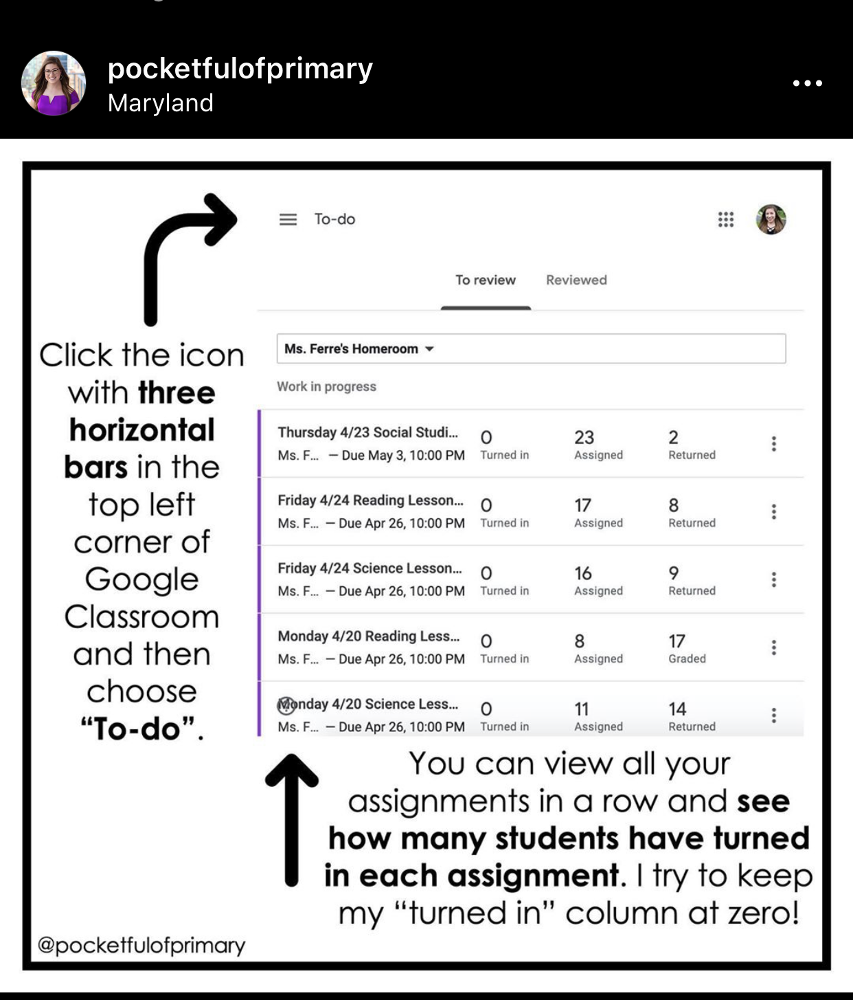 pocketfulofprimary
Maryland
To-do
To review Reviewed
Click the icon
with three
horizontal
bars in the
top left
corner of
Google
Classroom
and then
choose
“To-do”.
Ms. Ferre's Homeroom
Work in progress
Thursday 4/23 Social Studi... 0 23 2
Ms. F... — Due May 3, 10:00 PM Turned in Assigned Returned
Friday 4/24 Reading Lesson... 0 17 8
Ms. F... — Due Apr 26, 10:00 PM Turned in Assigned Returned
Friday 4/24 Science Lesson... 0 16 9
Ms. F... — Due Apr 26, 10:00 PM Turned in Assigned Returned
Monday 4/20 Reading Less... 0 8 17
Ms. F... — Due Apr 26, 10:00 PM Turned in Assigned Graded
Monday 4/20 Science Less... 0 11 14
Ms. F... — Due Apr 26, 10:00 PM Turned in Assigned Returned
You can view all your
assignments in a row and see
how many students have turned
in each assignment. I try to keep
my “turned in” column at zero!
@pocketfulofprimary